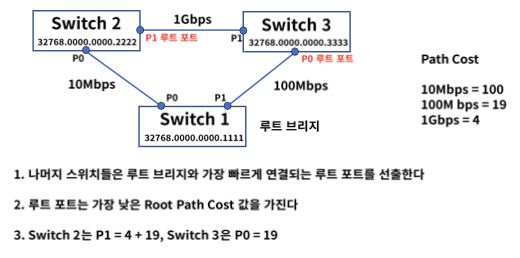 Switch 2
32768.0000.0000.2222
1Gbps
Switch 3
32768.0000.0000.3333
P1 루트 포트
P1
P0
P0 루트 포트
10Mbps
100Mbps
P0
P1
Switch 1
32768.0000.0000.1111
루트 브리지
Path Cost
10Mbps = 100
100M bps = 19
1Gbps = 4
1. 나머지 스위치들은 루트 브리지와 가장 빠르게 연결되는 루트 포트를 선출한다
2. 루트 포트는 가장 낮은 Root Path Cost 값을 가진다
3. Switch 2는 P1 = 4 + 19, Switch 3은 P0 = 19